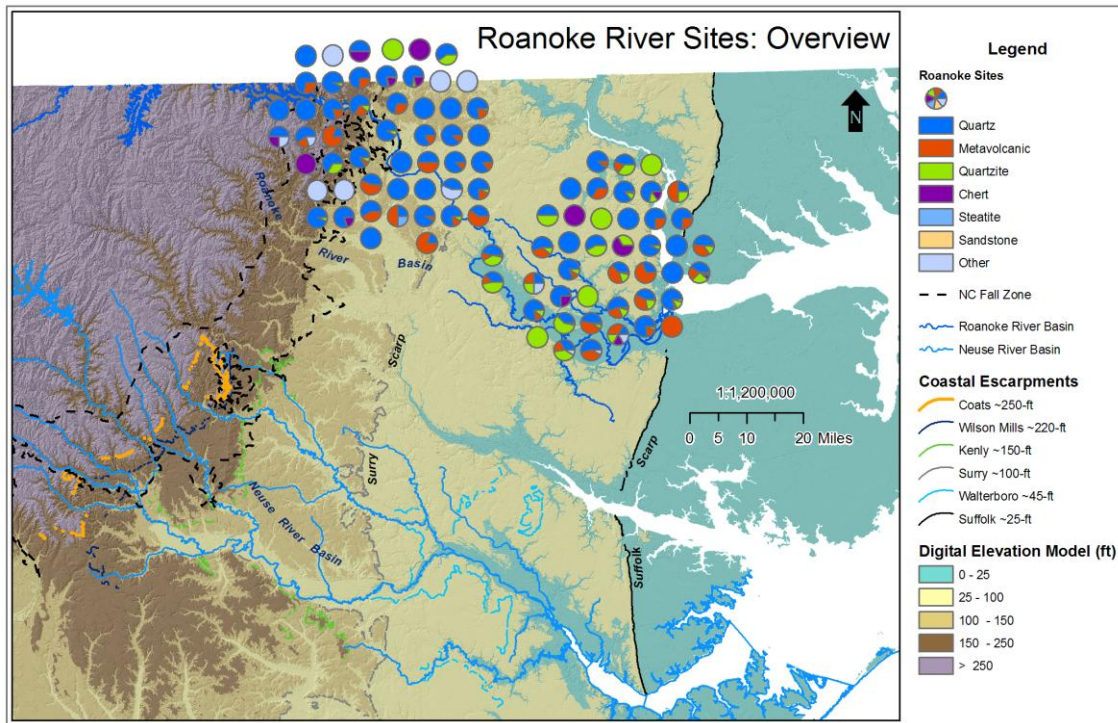 Roanoke River Sites: Overview
N
Roanoke
River
Basin
Scarp
Surry
Neuse River Basin
Scarp
Suffolk
1:1,200,000
0 5 10 20 Miles
Legend
Roanoke Sites
Quartz
Metavolcanic
Quartzite
Chert
Steatite
Sandstone
Other
NC Fall Zone
Roanoke River Basin
Neuse River Basin
Coastal Escarpments
Coats ~250-ft
Wilson Mills ~220-ft
Kenly ~150-ft
Surry ~100-ft
Walterboro ~45-ft
Suffolk ~25-ft
Digital Elevation Model (ft)
0 - 25
25 - 100
100 - 150
150 - 250
> 250